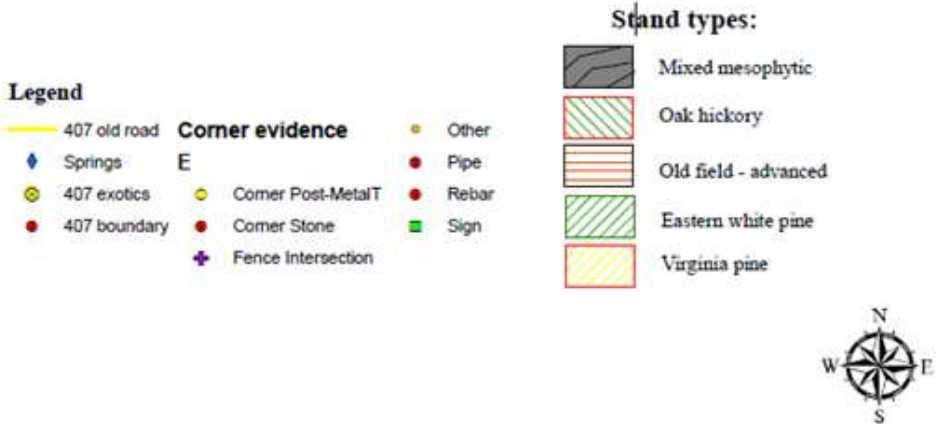 Stand types:
Mixed mesophytic
Oak hickory
Old field - advanced
Eastern white pine
Virginia pine
Legend
407 old road
Springs
407 exotics
407 boundary
Corner evidence
E
Corner Post-MetalT
Corner Stone
Fence Intersection
Other
Pipe
Rebar
Sign
N
W E
S